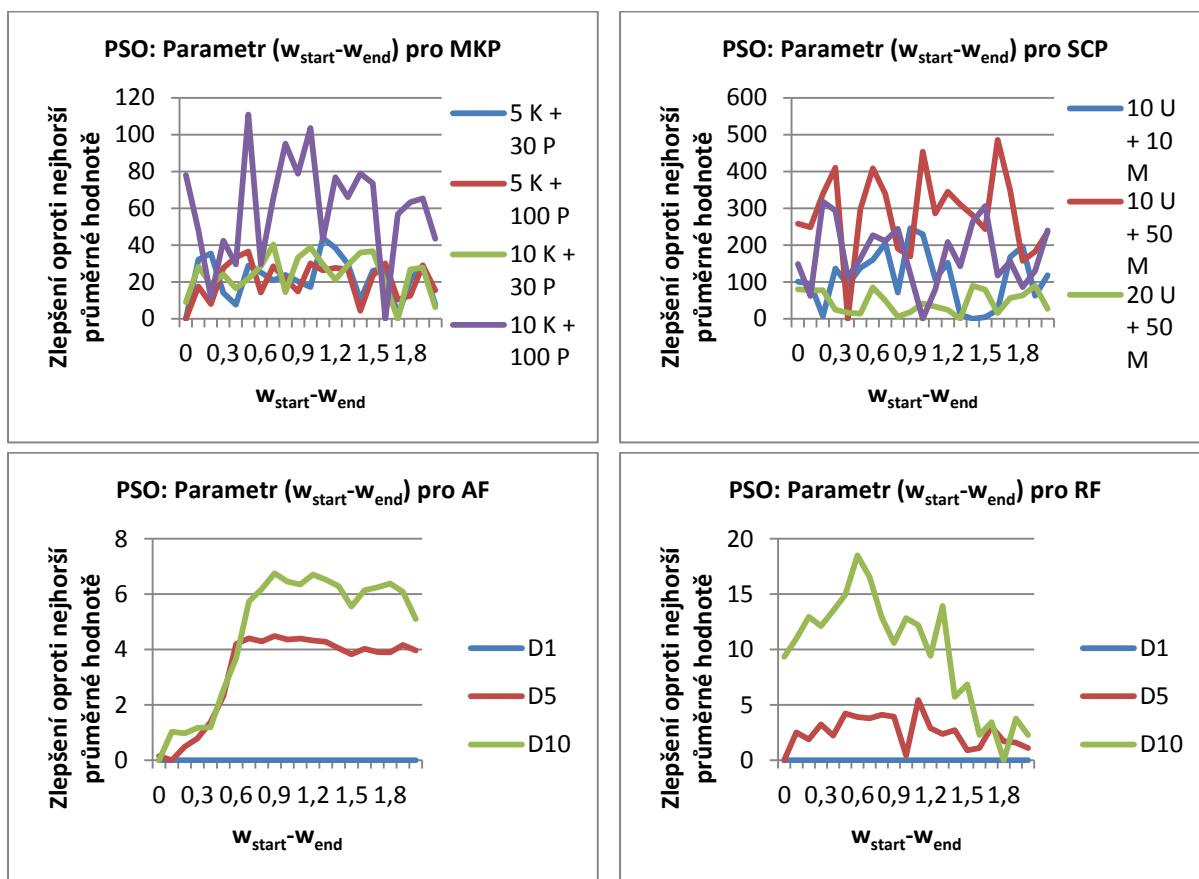 PSO: Parametr (wstart-wend) pro MKP
Zlepšení oproti nejhorší
průměrné hodnotě
120
100
80
60
40
20
0
0 0,3 0,6 0,9 1,2 1,5 1,8
wstart-wend
5 K +
30 P
5 K +
100 P
10 K +
30 P
10 K +
100 P
PSO: Parametr (wstart-wend) pro SCP
Zlepšení oproti nejhorší
průměrné hodnotě
600
500
400
300
200
100
0
0 0,3 0,6 0,9 1,2 1,5 1,8
wstart-wend
10 U
+ 10
M
10 U
+ 50
M
20 U
+ 50
M
PSO: Parametr (wstart-wend) pro AF
Zlepšení oproti nejhorší
průměrné hodnotě
8
6
4
2
0
0 0,3 0,6 0,9 1,2 1,5 1,8
wstart-wend
D1
D5
D10
PSO: Parametr (wstart-wend) pro RF
Zlepšení oproti nejhorší
průměrné hodnotě
20
15
10
5
0
0 0,3 0,6 0,9 1,2 1,5 1,8
wstart-wend
D1
D5
D10